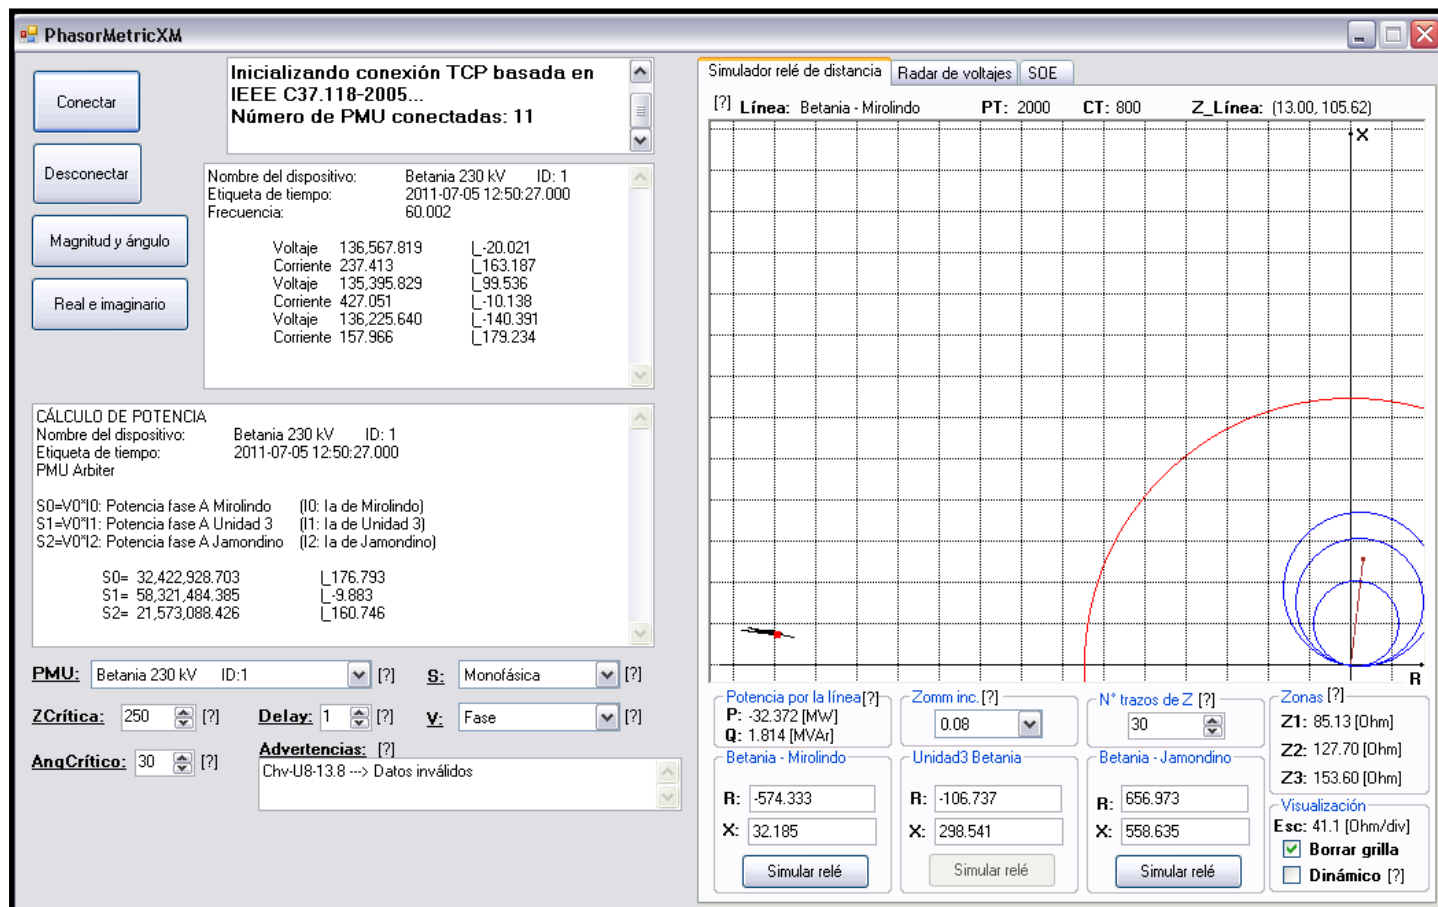 PhasorMetricXM
Conectar
Desconectar
Magnitud y ángulo
Real e imaginario
Inicializando conexión TCP basada en
IEEE C37.118-2005...
Número de PMU conectadas: 11
Nombre del dispositivo: Betania 230 kV ID: 1
Etiqueta de tiempo: 2011-07-05 12:50:27.000
Frecuencia: 60.002
Voltaje 136,567.819 |_-20.021
Corriente 237.413 |_163.187
Voltaje 135,395.829 |_99.536
Corriente 427.051 |_-10.138
Voltaje 136,225.640 |_-140.391
Corriente 157.966 |_179.234
CÁLCULO DE POTENCIA
Nombre del dispositivo: Betania 230 kV ID: 1
Etiqueta de tiempo: 2011-07-05 12:50:27.000
PMU Arbiter
S0=V0*I0: Potencia fase A Mirolindo (I0: Ia de Mirolindo)
S1=V0*I1: Potencia fase A Unidad 3 (I1: Ia de Unidad 3)
S2=V0*I2: Potencia fase A Jamondino (I2: Ia de Jamondino)
S0= 32,422,928.703 |_176.793
S1= 58,321,484.385 |_-9.883
S2= 21,573,088.426 |_160.746
PMU: Betania 230 kV ID:1 [?] S: Monofásica [?]
ZCrítica: 250 [?] Delay: 1 [?] V: Fase [?]
AngCrítico: 30 [?]
Advertencias: [?]
Chv-U8-13.8 ---> Datos inválidos
Simulador relé de distancia Radar de voltajes SOE
[?] Línea: Betania - Mirolindo PT: 2000 CT: 800 Z_Línea: (13.00, 105.62)
X
R
Potencia por la línea[?]
P: -32.372 [MW]
Q: 1.814 [MVAr]
Zomm inc. [?]
0.08
N° trazos de Z [?]
30
Zonas [?]
Z1: 85.13 [Ohm]
Z2: 127.70 [Ohm]
Z3: 153.60 [Ohm]
Betania - Mirolindo
R: -574.333
X: 32.185
Simular relé
Unidad3 Betania
R: -106.737
X: 298.541
Simular relé
Betania - Jamondino
R: 656.973
X: 558.635
Simular relé
Visualización
Esc: 41.1 [Ohm/div]
Borrar grilla
Dinámico [?]